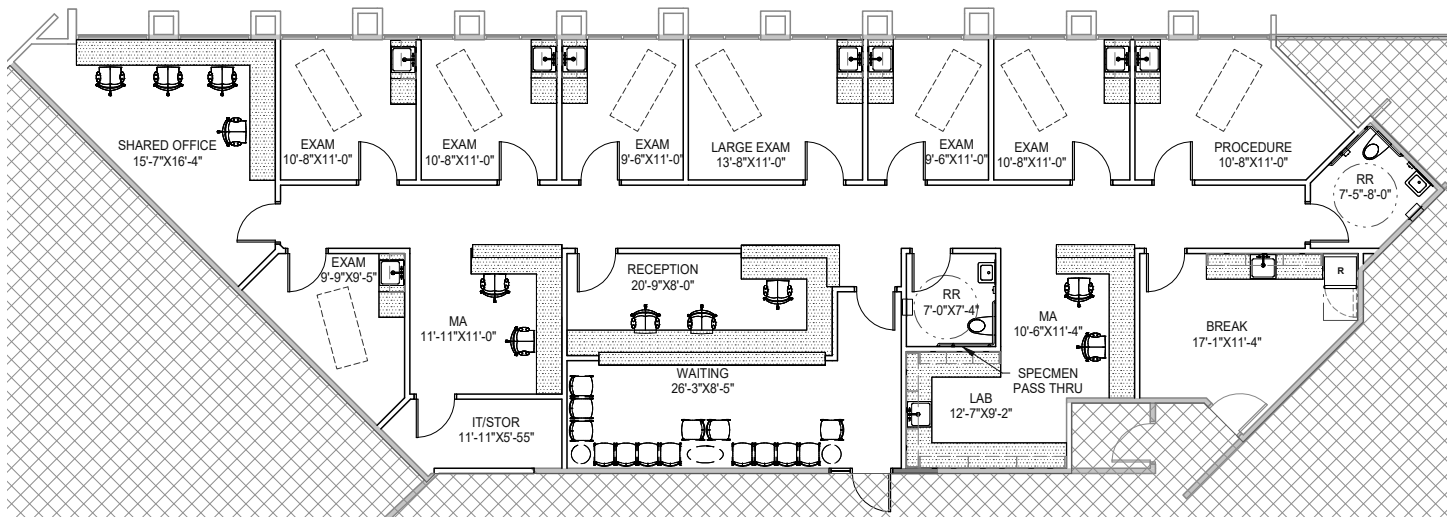 SHARED OFFICE
15'-7"X16'-4"
EXAM
10'-8"X11'-0"
EXAM
10'-8"X11'-0"
EXAM
9'-6"X11'-0"
LARGE EXAM
13'-8"X11'-0"
EXAM
9'-6"X11'-0"
EXAM
10'-8"X11'-0"
PROCEDURE
10'-8"X11'-0"
RR
7'-5"-8'-0"
EXAM
9'-9"X9'-5"
MA
11'-11"X11'-0"
RECEPTION
20'-9"X8'-0"
RR
7'-0"X7'-4"
MA
10'-6"X11'-4"
R
BREAK
17'-1"X11'-4"
WAITING
26'-3"X8'-5"
SPECMEN
PASS THRU
LAB
12'-7"X9'-2"
IT/STOR
11'-11"X5'-55"